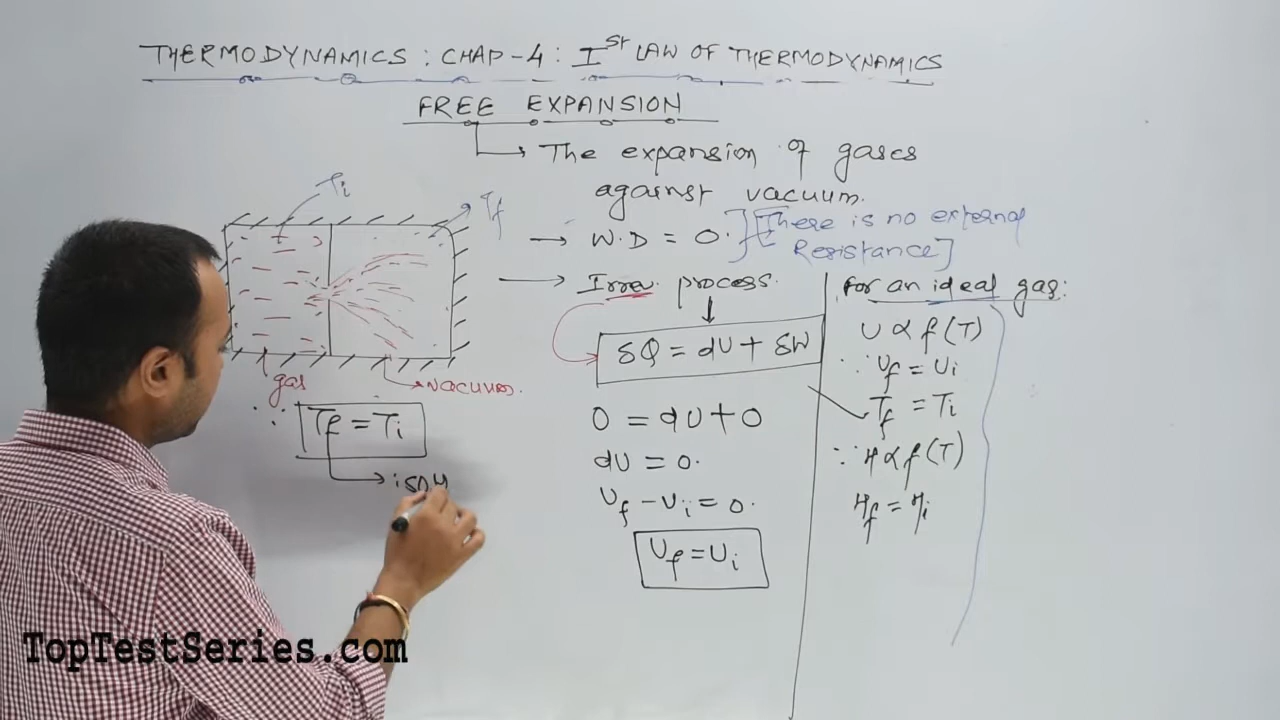 THERMODYNAMICS : CHAP-4 : Ist LAW OF THERMODYNAMICS
FREE EXPANSION
→ The expansion of gases
against vacuum.
→ W.D = 0. } [There is no external
Resistance]
→ Irrev. process.
δQ = dU + δW
0 = dU + 0
dU = 0.
Uf - Ui = 0.
Uf = Ui
Ti
Tf
gas
vacuum.
∴ Tf = Ti
For an ideal gas:
U ∝ f(T)
∵ Uf = Ui
Tf = Ti
∵ H ∝ f(T)
Hf = Hi
TopTestSeries.com